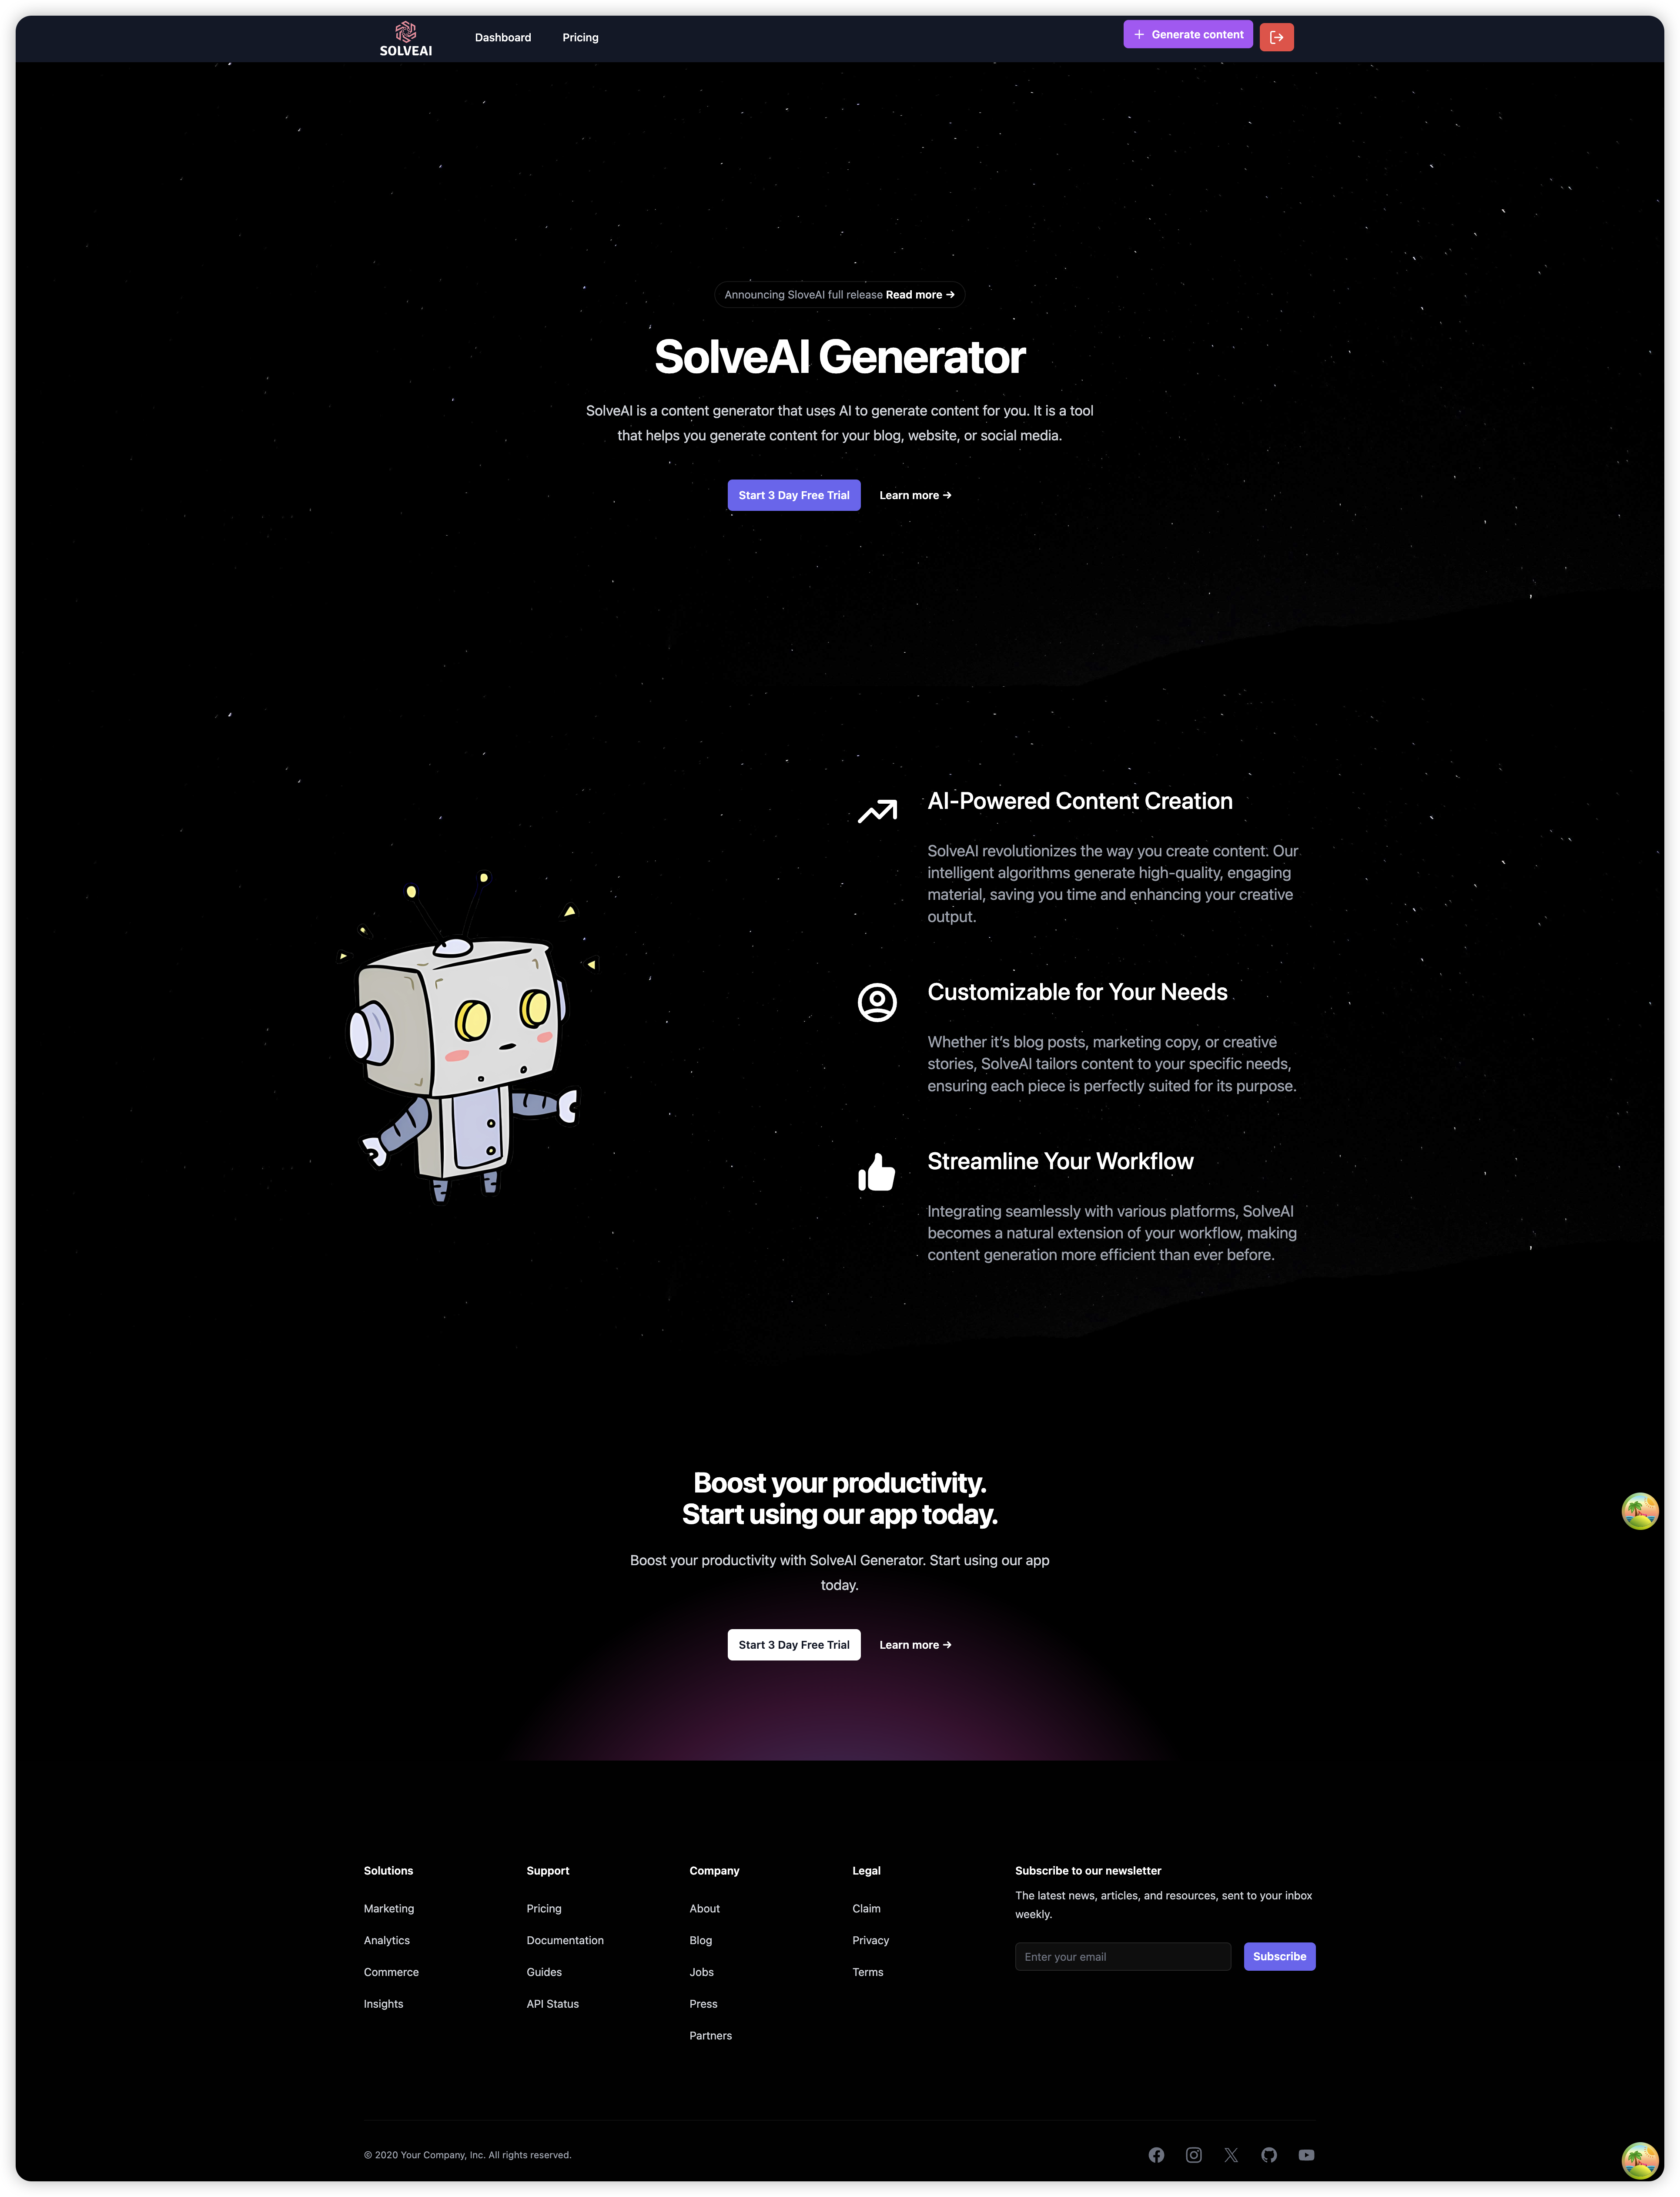 SOLVEAI
Dashboard
Pricing
Generate content
Announcing SloveAI full release Read more →
SolveAI Generator
SolveAI is a content generator that uses AI to generate content for you. It is a tool
that helps you generate content for your blog, website, or social media.
Start 3 Day Free Trial
Learn more →
AI-Powered Content Creation
SolveAI revolutionizes the way you create content. Our
intelligent algorithms generate high-quality, engaging
material, saving you time and enhancing your creative
output.
Customizable for Your Needs
Whether it’s blog posts, marketing copy, or creative
stories, SolveAI tailors content to your specific needs,
ensuring each piece is perfectly suited for its purpose.
Streamline Your Workflow
Integrating seamlessly with various platforms, SolveAI
becomes a natural extension of your workflow, making
content generation more efficient than ever before.
Boost your productivity.
Start using our app today.
Boost your productivity with SolveAI Generator. Start using our app
today.
Start 3 Day Free Trial
Learn more →
Solutions
Marketing
Analytics
Commerce
Insights
Support
Pricing
Documentation
Guides
API Status
Company
About
Blog
Jobs
Press
Partners
Legal
Claim
Privacy
Terms
Subscribe to our newsletter
The latest news, articles, and resources, sent to your inbox
weekly.
Enter your email
Subscribe
© 2020 Your Company, Inc. All rights reserved.